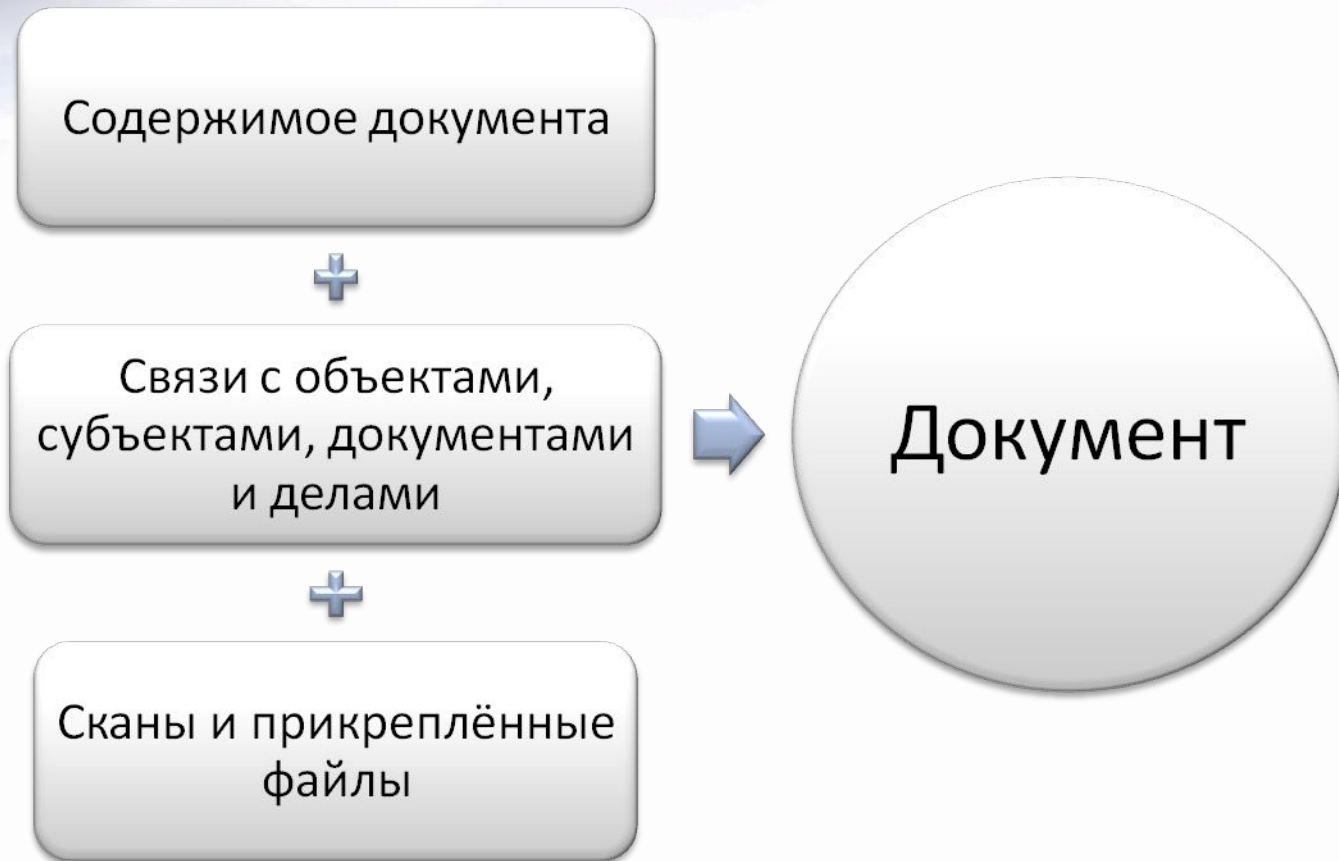 Содержимое документа
Связи с объектами,
субъектами, документами
и делами
Сканы и прикреплённые
файлы
Документ